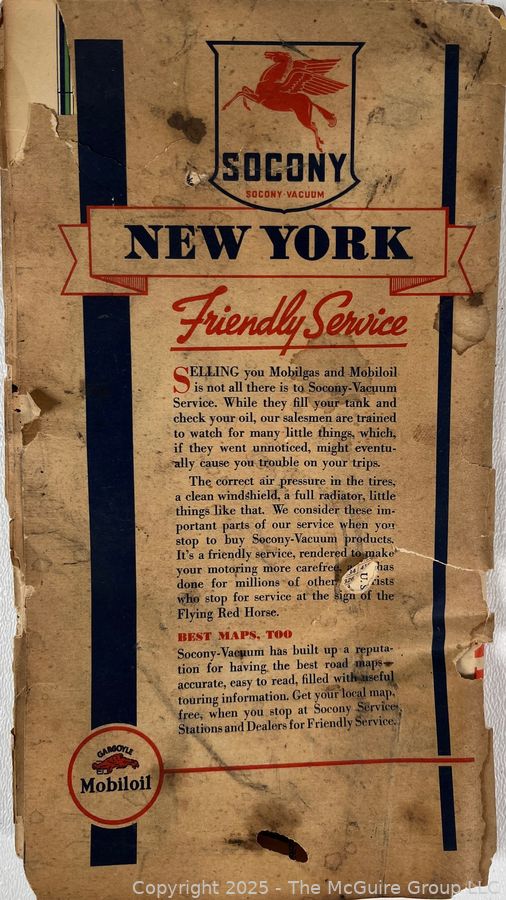 SOCONY
SOCONY-VACUUM
NEW YORK
Friendly Service
SELLING you Mobilgas and Mobiloil
is not all there is to Socony-Vacuum
Service. While they fill your tank and
check your oil, our salesmen are trained
to watch for many little things, which,
if they went unnoticed, might eventu-
ally cause you trouble on your trips.
The correct air pressure in the tires,
a clean windshield, a full radiator, little
things like that. We consider these im-
portant parts of our service when you
stop to buy Socony-Vacuum products.
It's a friendly service, rendered to make
your motoring more carefree. has
done for millions of other
who stop for service at the sign of the
Flying Red Horse.
BEST MAPS, TOO
Socony-Vacuum has built up a reputa-
tion for having the best road maps—
accurate, easy to read, filled with useful
touring information. Get your local map,
free, when you stop at Socony Service
Stations and Dealers for Friendly Service.
GARGOYLE
Mobiloil
Copyright © 2025 - The McGuire Group LLC